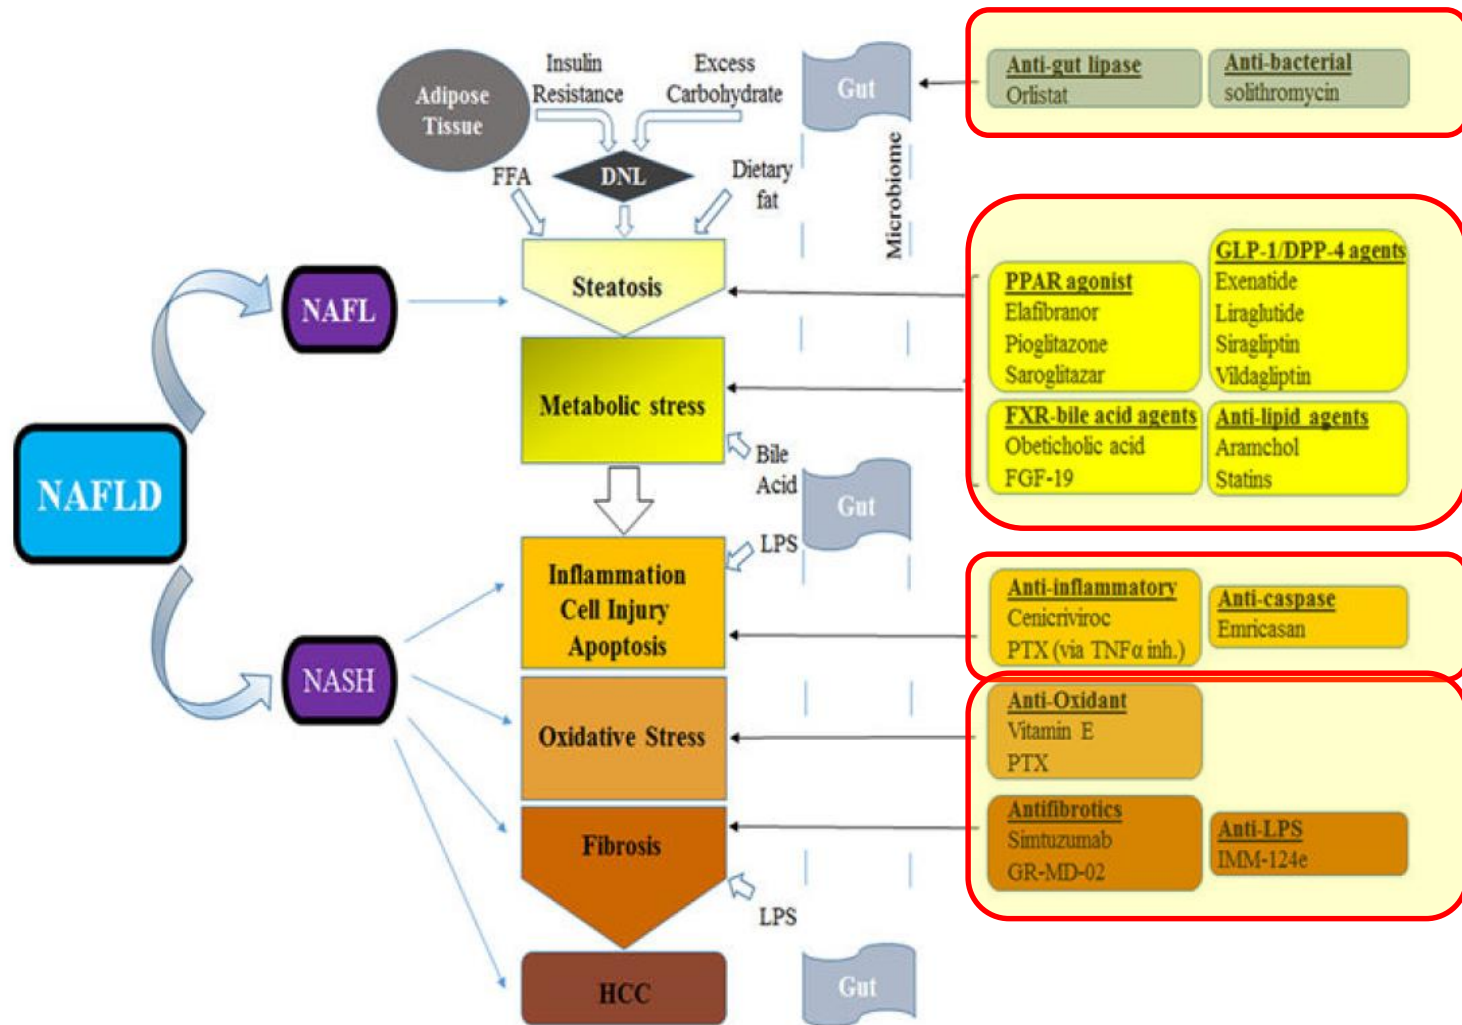 Adipose
Tissue
Insulin
Resistance
Excess
Carbohydrate
FFA
DNL
Dietary
fat
Gut
Microbiome
Anti-gut lipase
Orlistat
Anti-bacterial
solithromycin
NAFLD
NAFL
NASH
Steatosis
Metabolic stress
Bile
Acid
Gut
LPS
Inflammation
Cell Injury
Apoptosis
Oxidative Stress
Fibrosis
LPS
HCC
Gut
PPAR agonist
Elafibranor
Pioglitazone
Saroglitazar
GLP-1/DPP-4 agents
Exenatide
Liraglutide
Siragliptin
Vildagliptin
FXR-bile acid agents
Obeticholic acid
FGF-19
Anti-lipid agents
Aramchol
Statins
Anti-inflammatory
Cenicriviroc
PTX (via TNFα inh.)
Anti-caspase
Emricasan
Anti-Oxidant
Vitamin E
PTX
Antifibrotics
Simtuzumab
GR-MD-02
Anti-LPS
IMM-124e